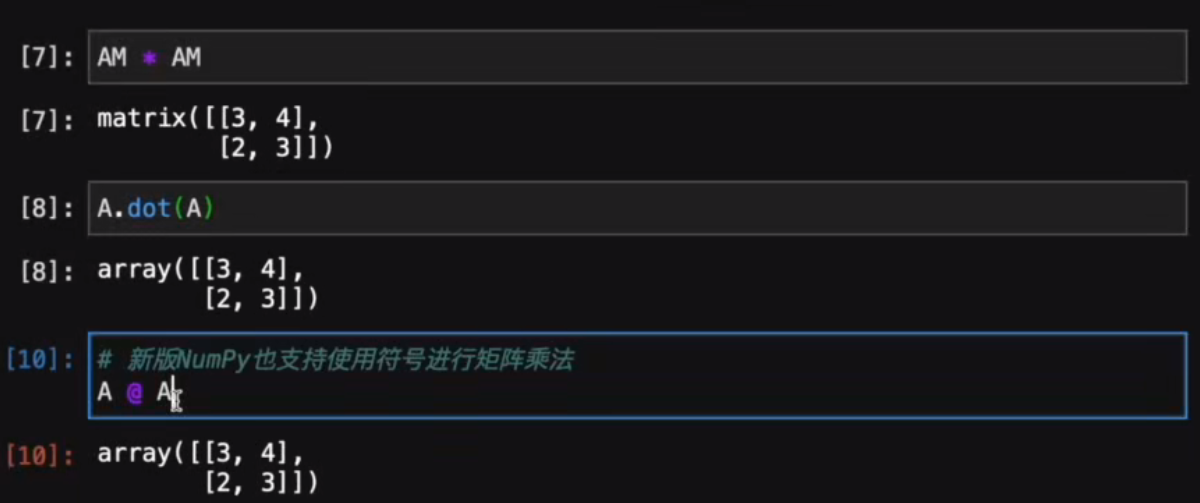 [7]: AM * AM
[7]: matrix([[3, 4],
[2, 3]])
[8]: A.dot(A)
[8]: array([[3, 4],
[2, 3]])
[10]: # 新版NumPy也支持使用符号进行矩阵乘法
A @ A
[10]: array([[3, 4],
[2, 3]])